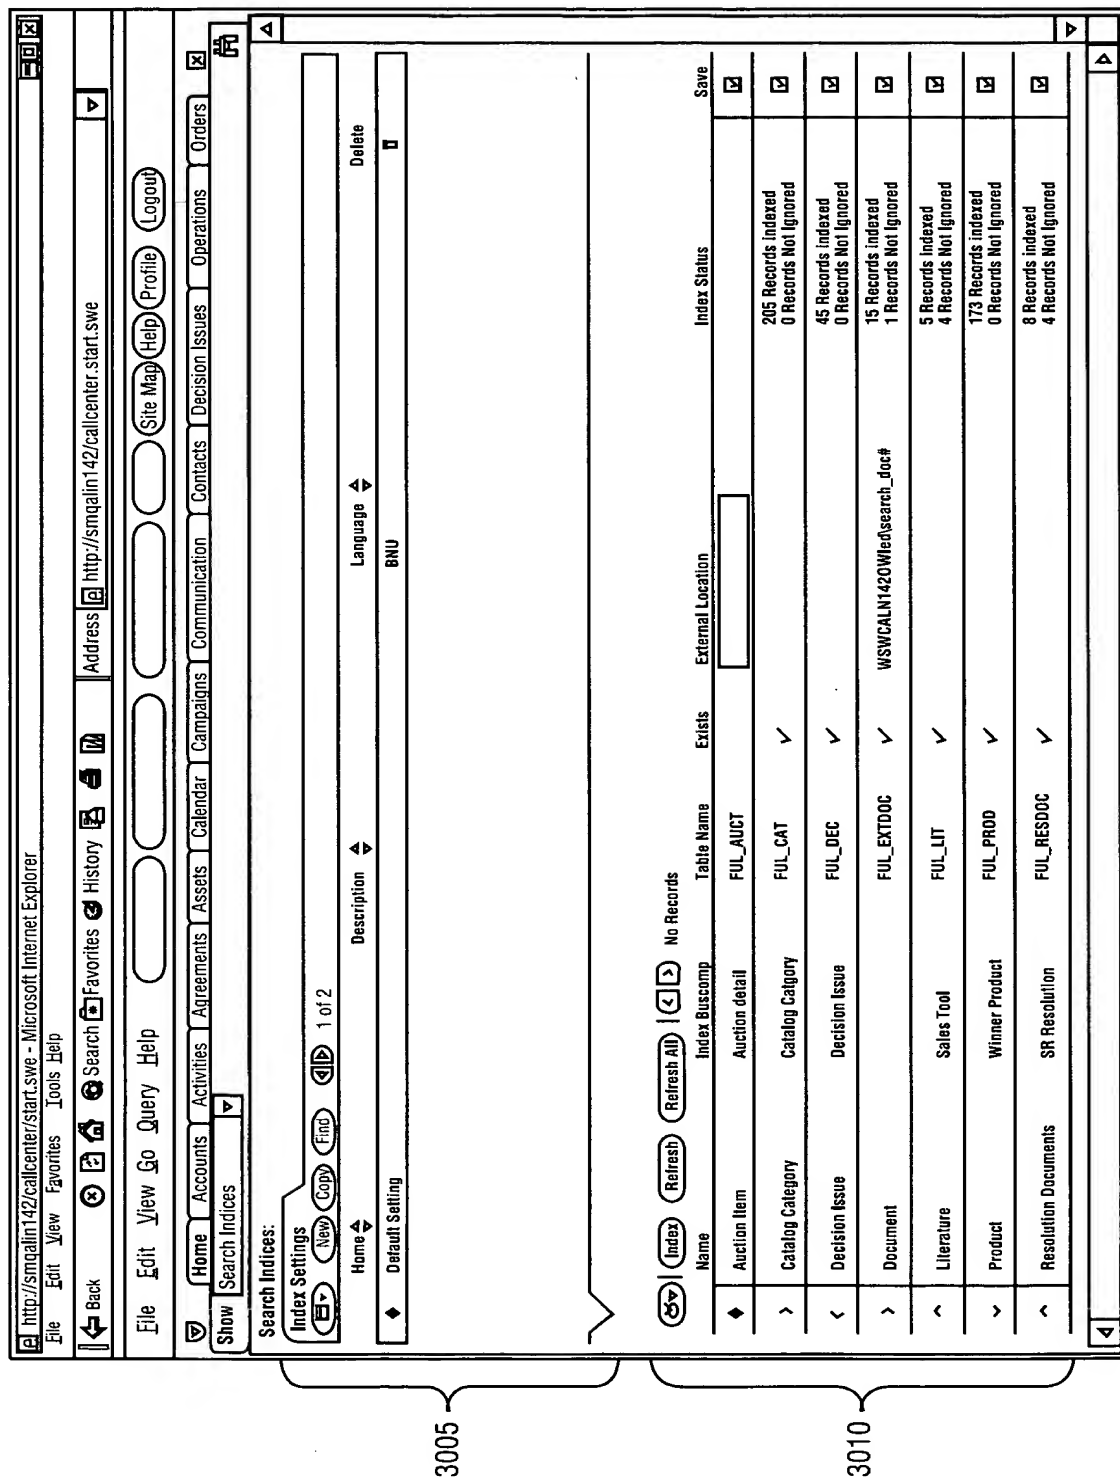 http://smqalin142/callcenter/start.swe - Microsoft Internet Explorer
File Edit View Favorites Tools Help
Back Search Favorites History Address http://smqalin142/callcenter.start.swe
File Edit View Go Query Help Site Map Help Profile Logout
Home Accounts Activities Agreements Assets Calendar Campaigns Communication Contacts Decision Issues Operations Orders
Show Search Indices
Search Indices:
Index Settings
New Copy Find 1 of 2
Home Description Language Delete
Default Setting BNU
3005
Index Refresh Refresh All No Records
Name Index Buscomp Table Name Exists External Location Index Status Save
Auction Item Auction detail FUL_AUCT
Catalog Category Catalog Catgory FUL_CAT 205 Records indexed
0 Records Not Ignored
Decision Issue Decision Issue FUL_DEC 45 Records indexed
0 Records Not Ignored
Document FUL_EXTDOC WSWCALN1420Wled\search_doc# 15 Records indexed
1 Records Not Ignored
Literature Sales Tool FUL_LIT 5 Records indexed
4 Records Not Ignored
Product Winner Product FUL_PROD 173 Records indexed
0 Records Not Ignored
Resolution Documents SR Resolution FUL_RESDOC 8 Records indexed
4 Records Not Ignored
3010